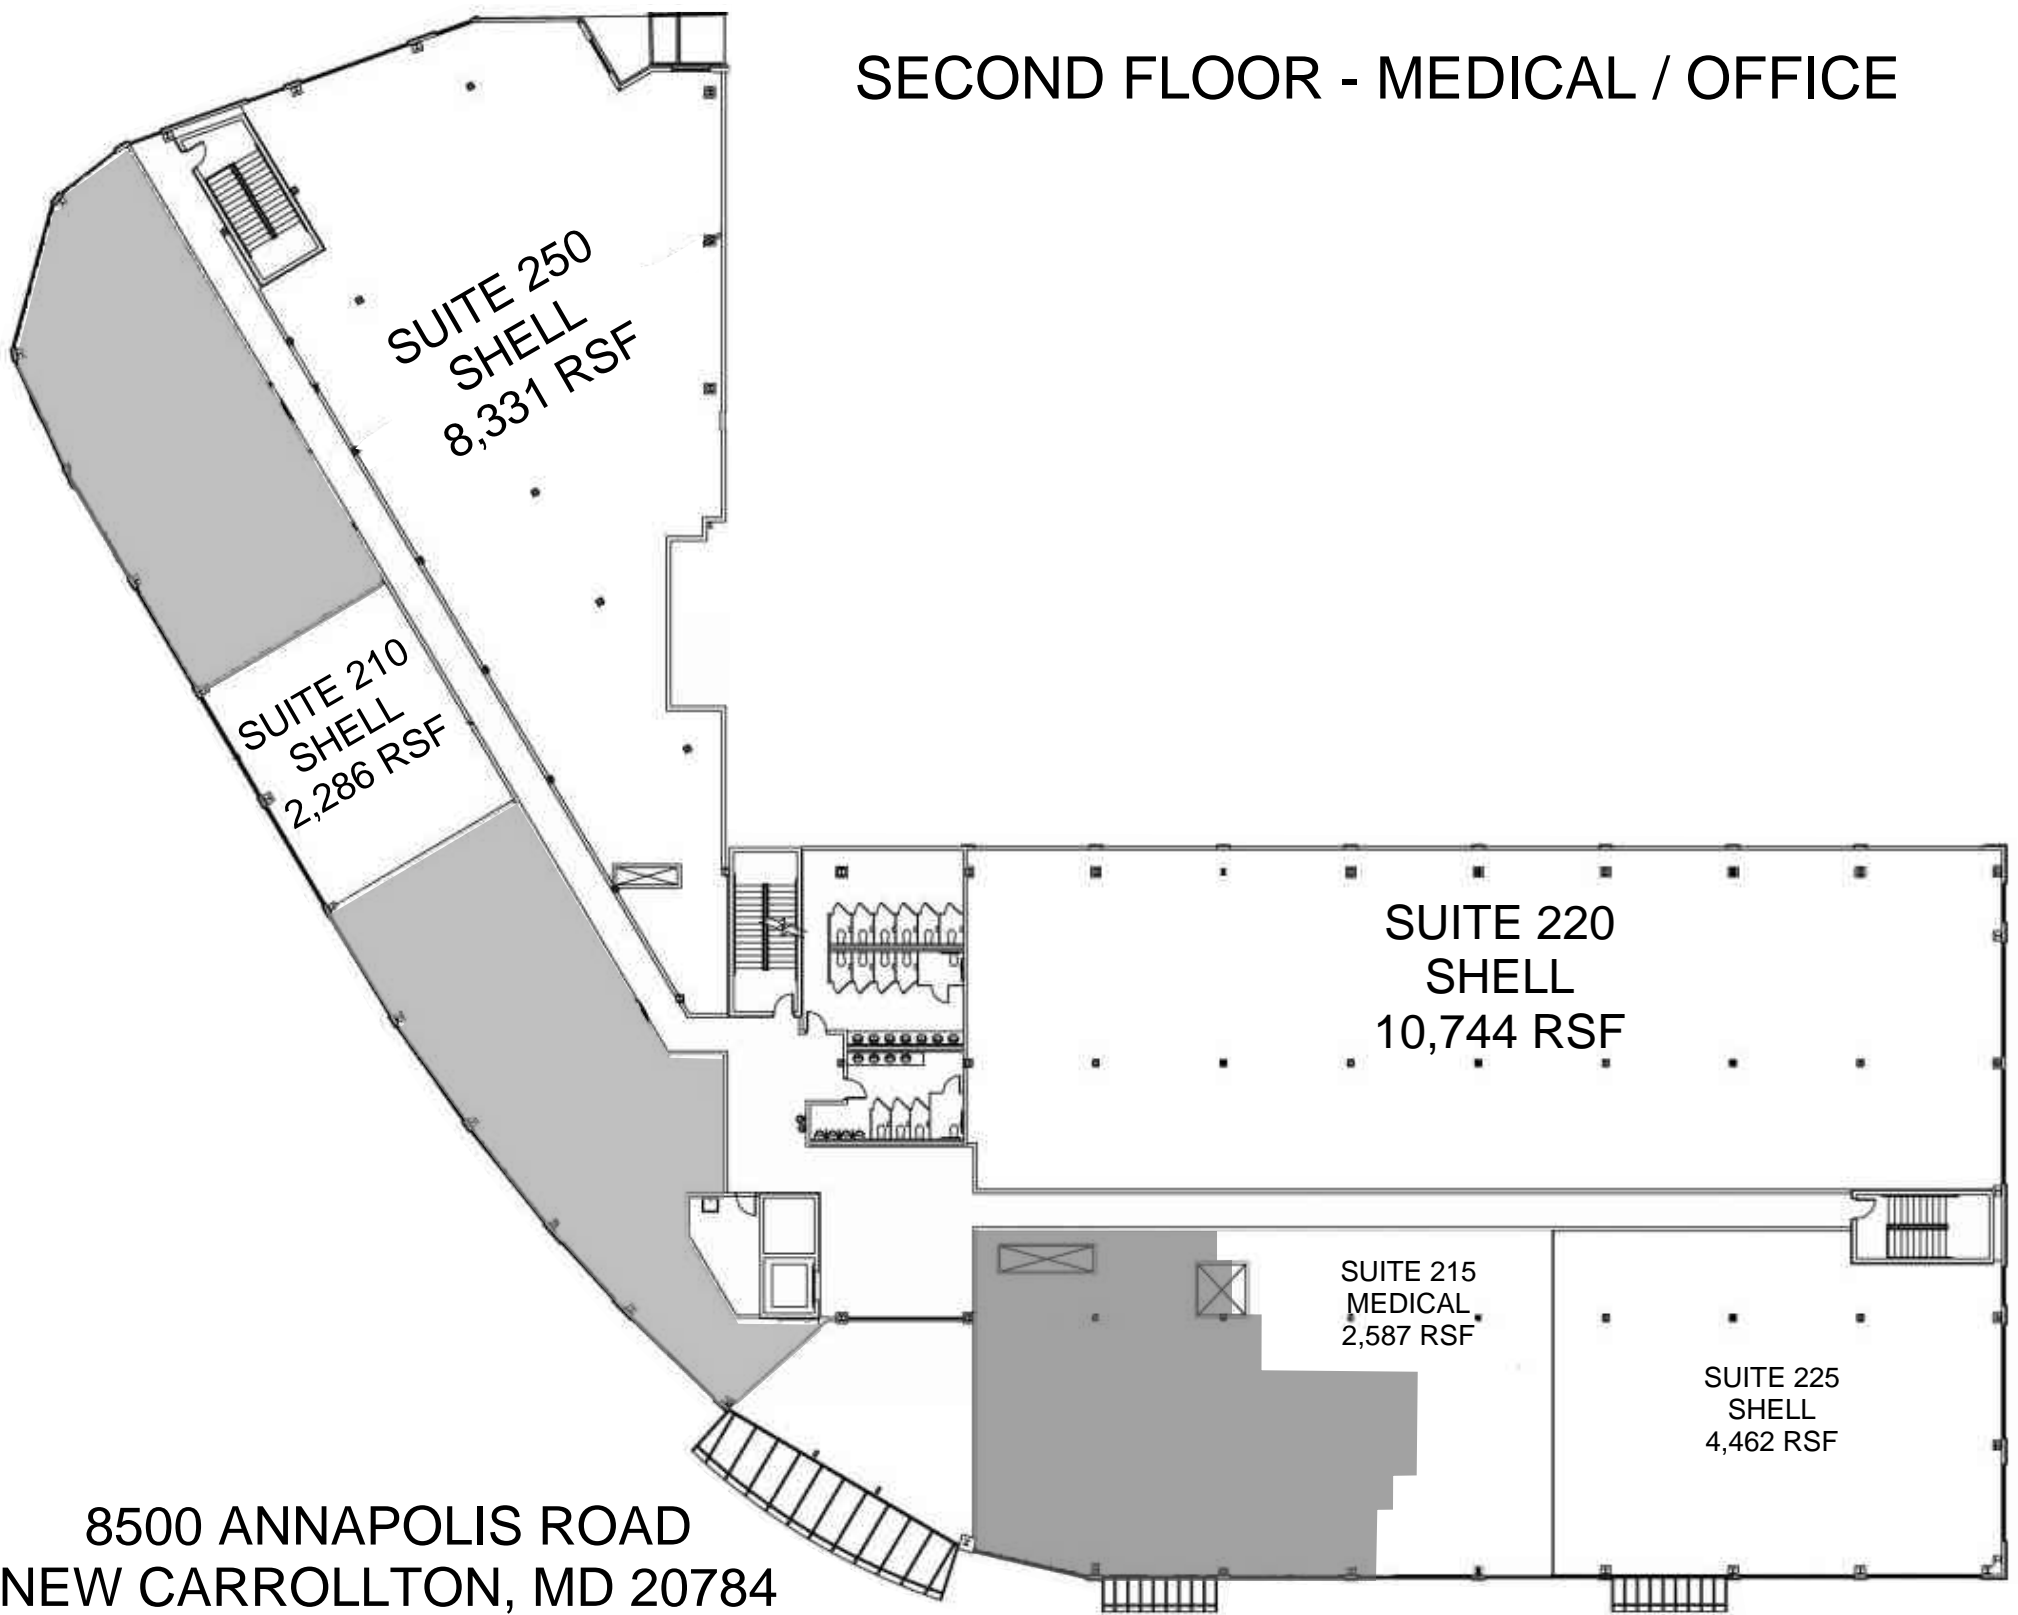 SECOND FLOOR - MEDICAL / OFFICE
SUITE 250
SHELL
8,331 RSF
SUITE 210
SHELL
2,286 RSF
SUITE 220
SHELL
10,744 RSF
SUITE 215
MEDICAL
2,587 RSF
SUITE 225
SHELL
4,462 RSF
8500 ANNAPOLIS ROAD
NEW CARROLLTON, MD 20784